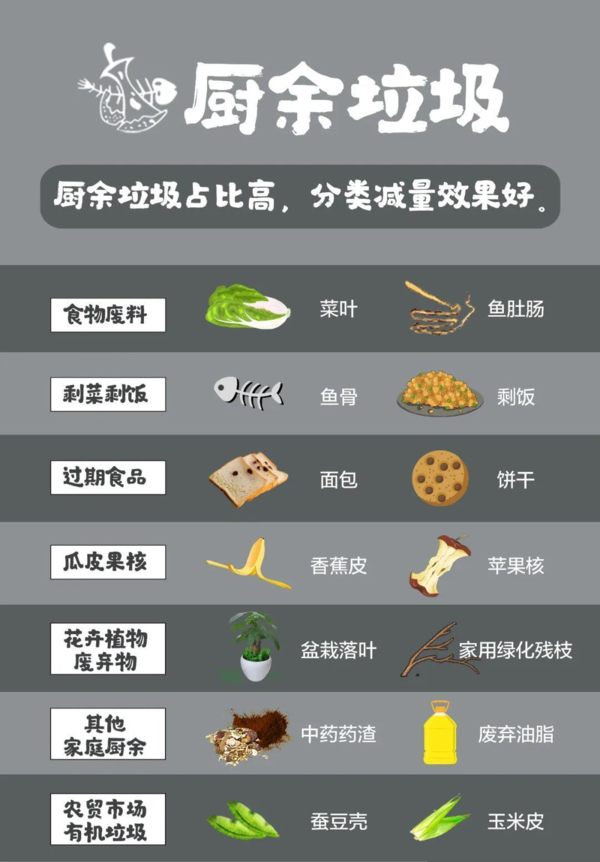 厨余垃圾
厨余垃圾占比高，分类减量效果好。
食物废料 菜叶 鱼肚肠
剩菜剩饭 鱼骨 剩饭
过期食品 面包 饼干
瓜皮果核 香蕉皮 苹果核
花卉植物
废弃物
盆栽落叶 家用绿化残枝
其他
家庭厨余
中药药渣 废弃油脂
农贸市场
有机垃圾
蚕豆壳 玉米皮